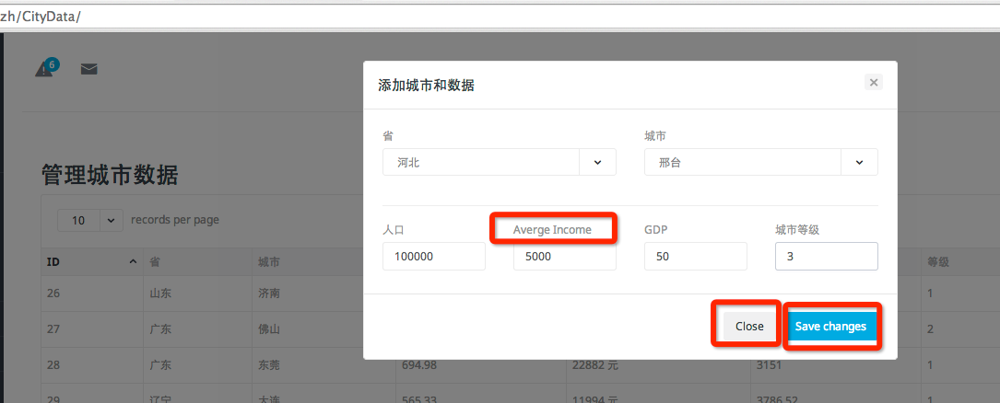 zh/CityData/
6
添加城市和数据
省 城市
河北 邢台
管理城市数据
10 records per page
人口 Averge Income GDP 城市等级
100000 5000 50 3
ID 省 城市 等级
26 山东 济南 1
27 广东 佛山 2
Close Save changes
28 广东 东莞 694.98 22882 元 3151 1
29 辽宁 大连 565.33 11994 元 3786.52 1